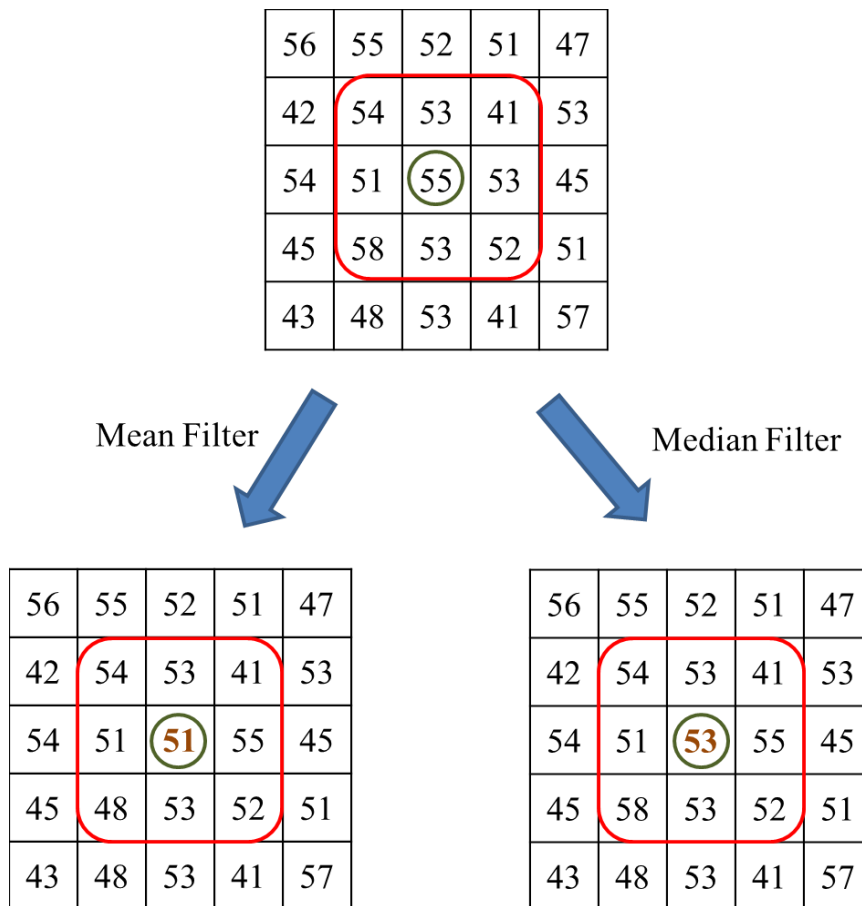 56 55 52 51 47
42 54 53 41 53
54 51 55 53 45
45 58 53 52 51
43 48 53 41 57
Mean Filter
Median Filter
56 55 52 51 47
42 54 53 41 53
54 51 51 55 45
45 48 53 52 51
43 48 53 41 57
56 55 52 51 47
42 54 53 41 53
54 51 53 55 45
45 58 53 52 51
43 48 53 41 57